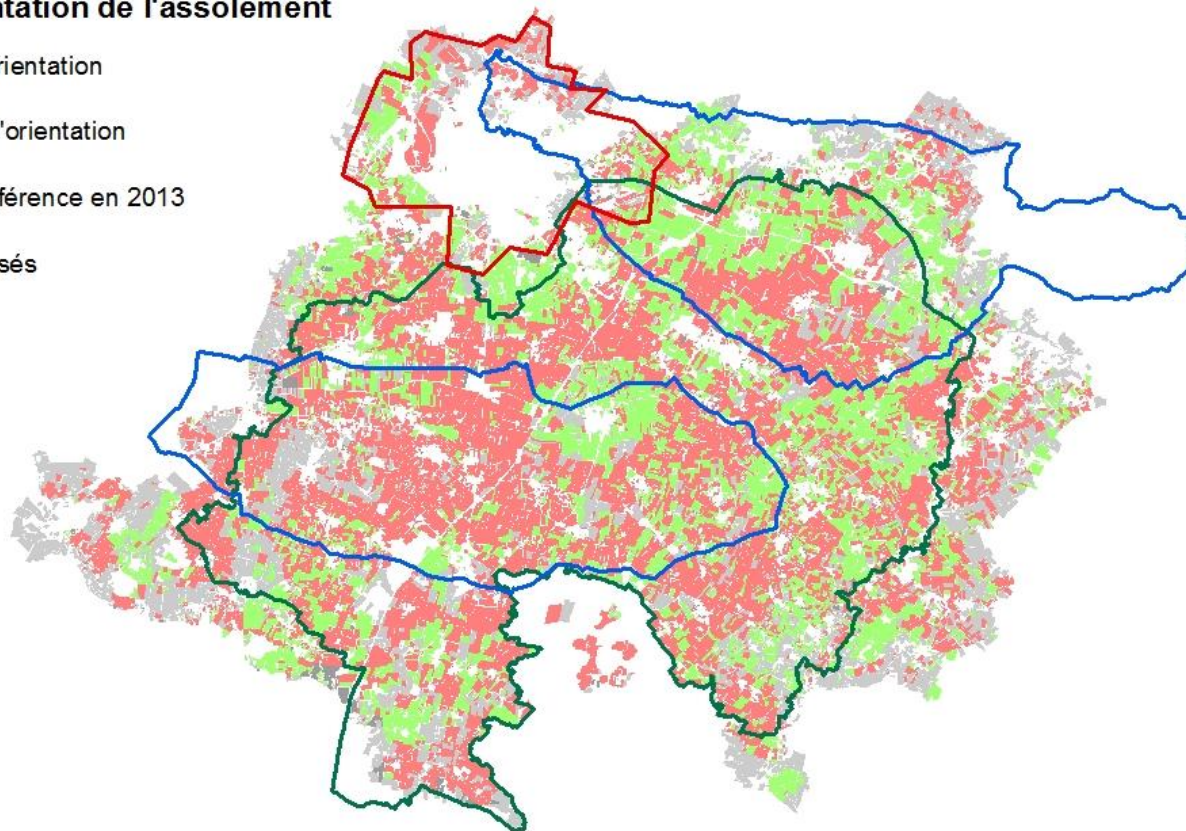 tation de l'assolement
rientation
'orientation
férence en 2013
sés